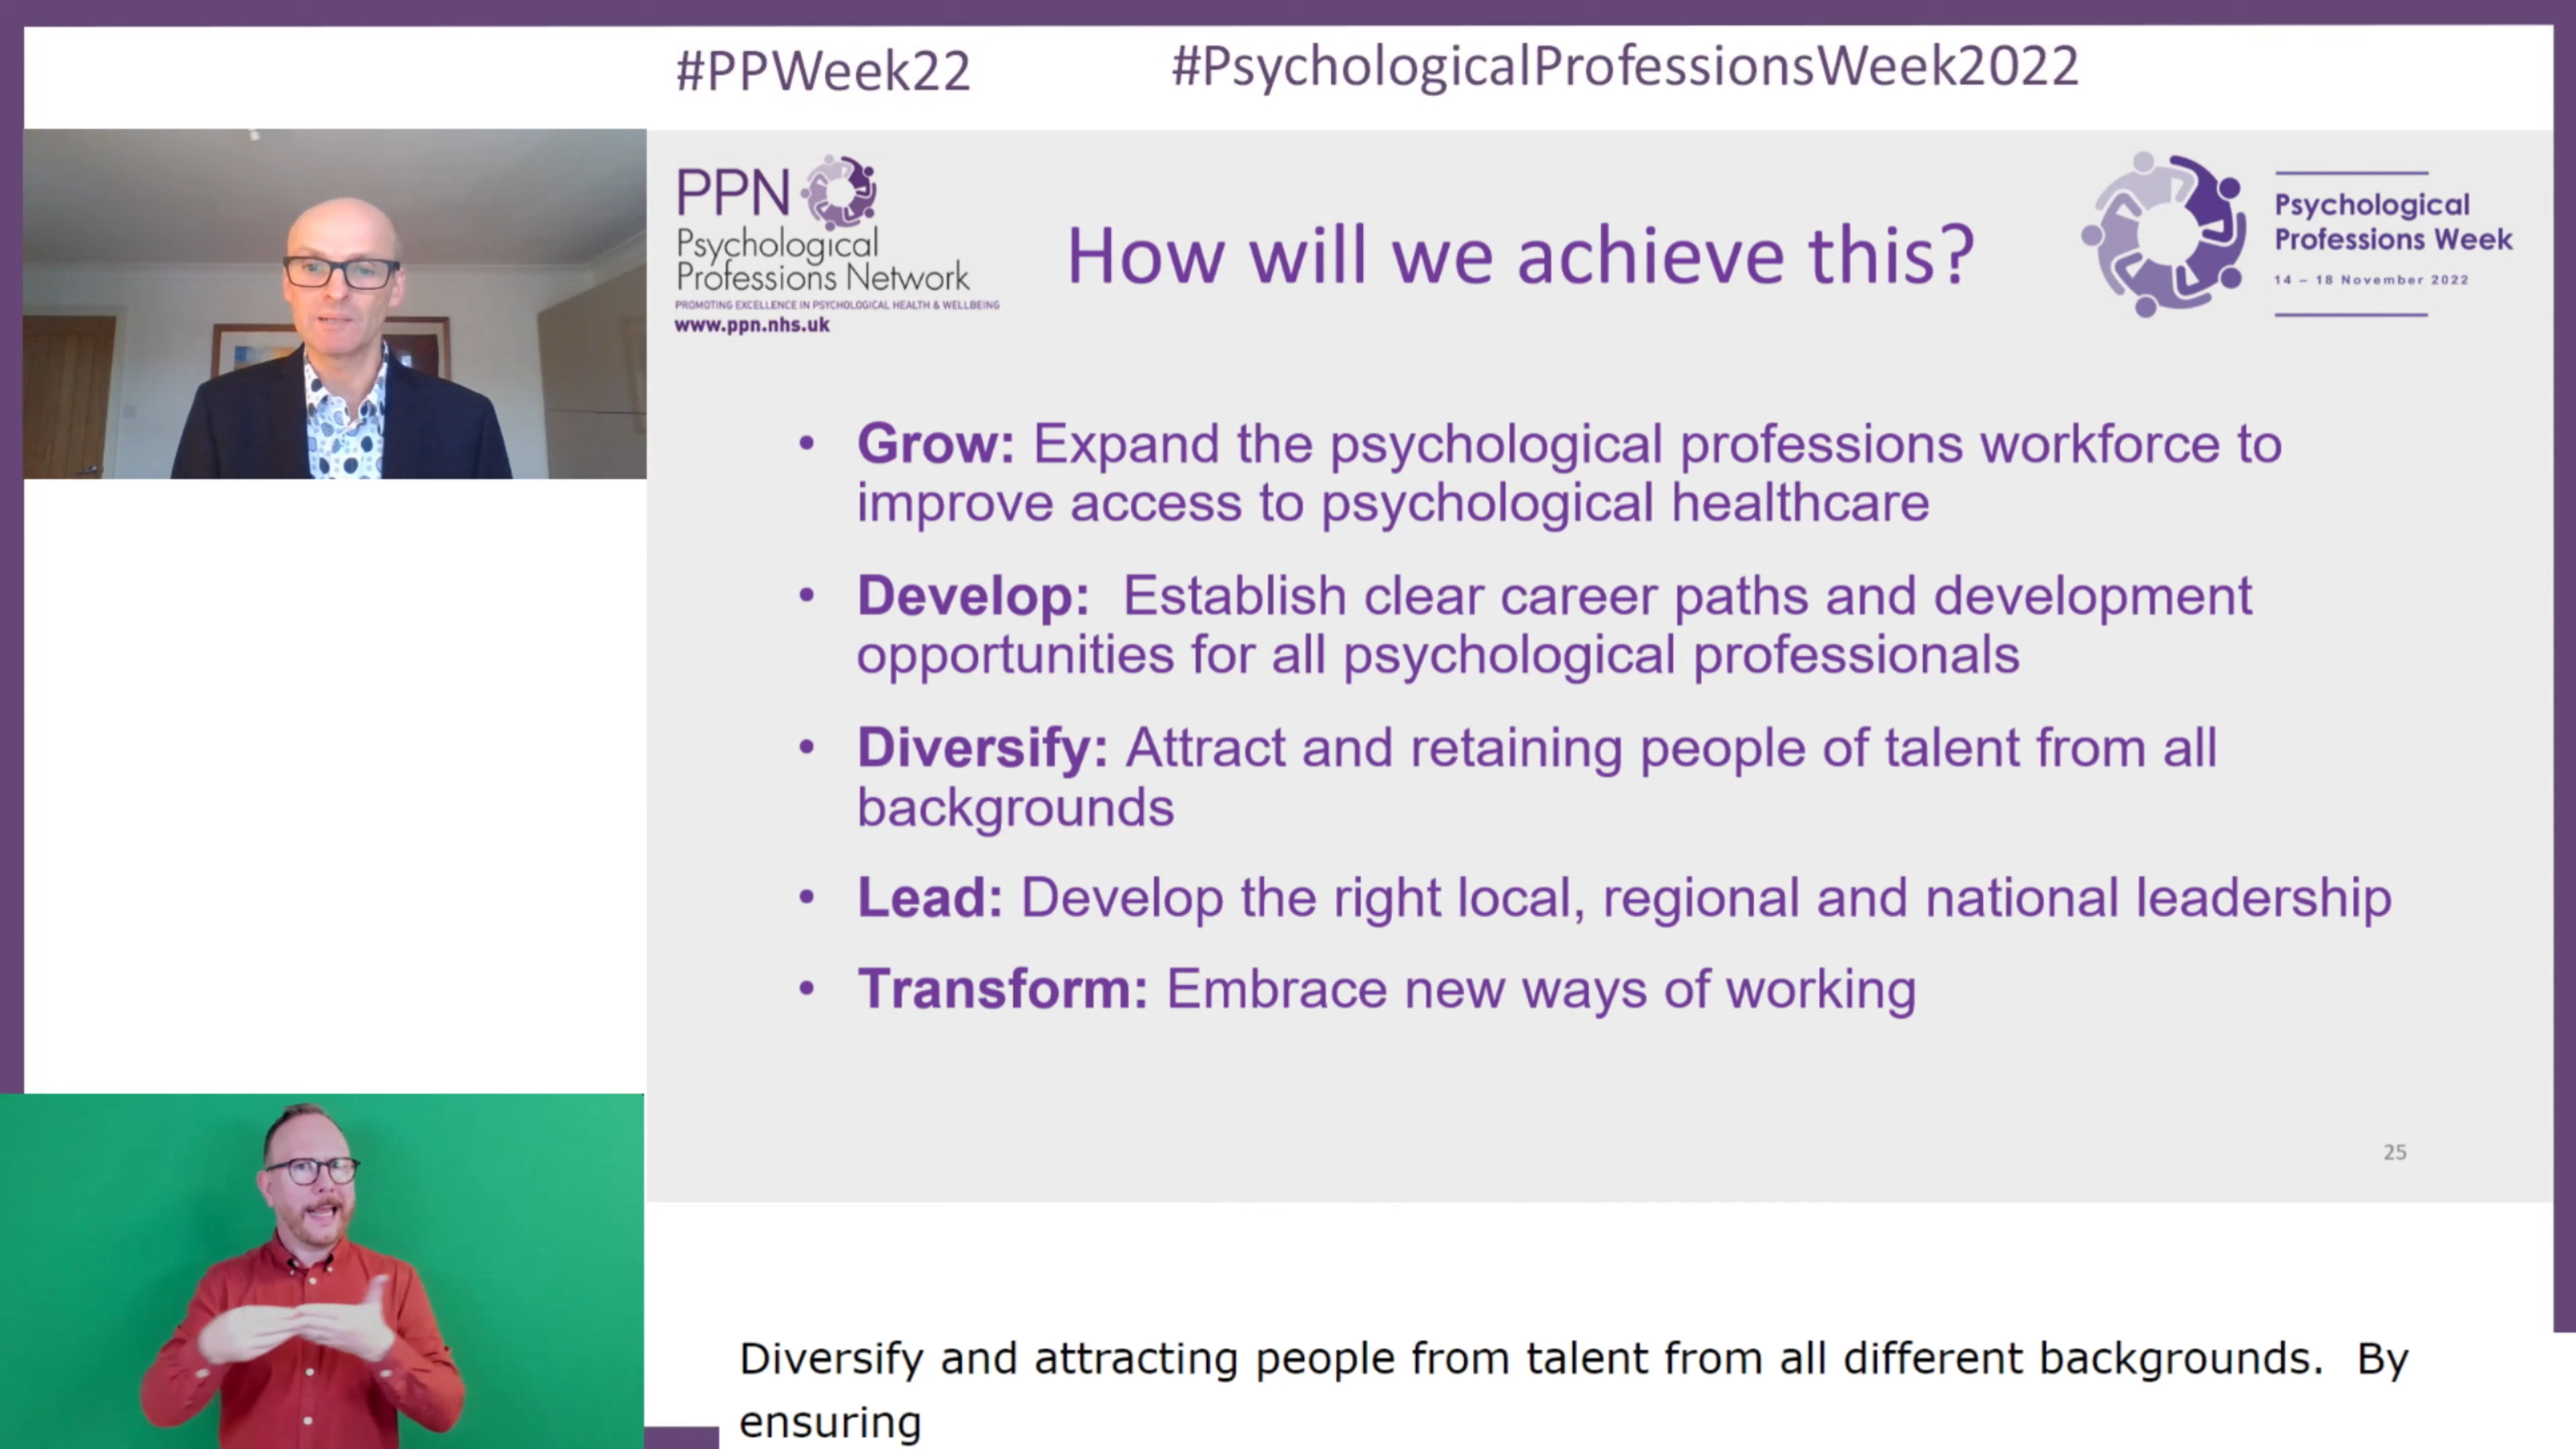 #PPWeek22
#PsychologicalProfessionsWeek2022
PPN
Psychological
Professions Network
PROMOTING EXCELLENCE IN PSYCHOLOGICAL HEALTH & WELLBEING
www.ppn.nhs.uk
How will we achieve this?
Psychological
Professions Week
14 – 18 November 2022
• Grow: Expand the psychological professions workforce to
improve access to psychological healthcare
• Develop:  Establish clear career paths and development
opportunities for all psychological professionals
• Diversify: Attract and retaining people of talent from all
backgrounds
• Lead: Develop the right local, regional and national leadership
• Transform: Embrace new ways of working
25
Diversify and attracting people from talent from all different backgrounds.  By
ensuring